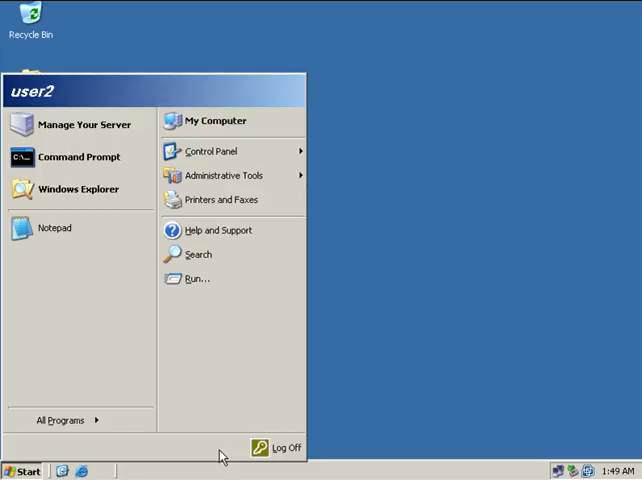 Recycle Bin
user2
Manage Your Server
C:\_
Command Prompt
Windows Explorer
Notepad
All Programs
My Computer
Control Panel
Administrative Tools
Printers and Faxes
Help and Support
Search
Run...
Log Off
Start
1:49 AM